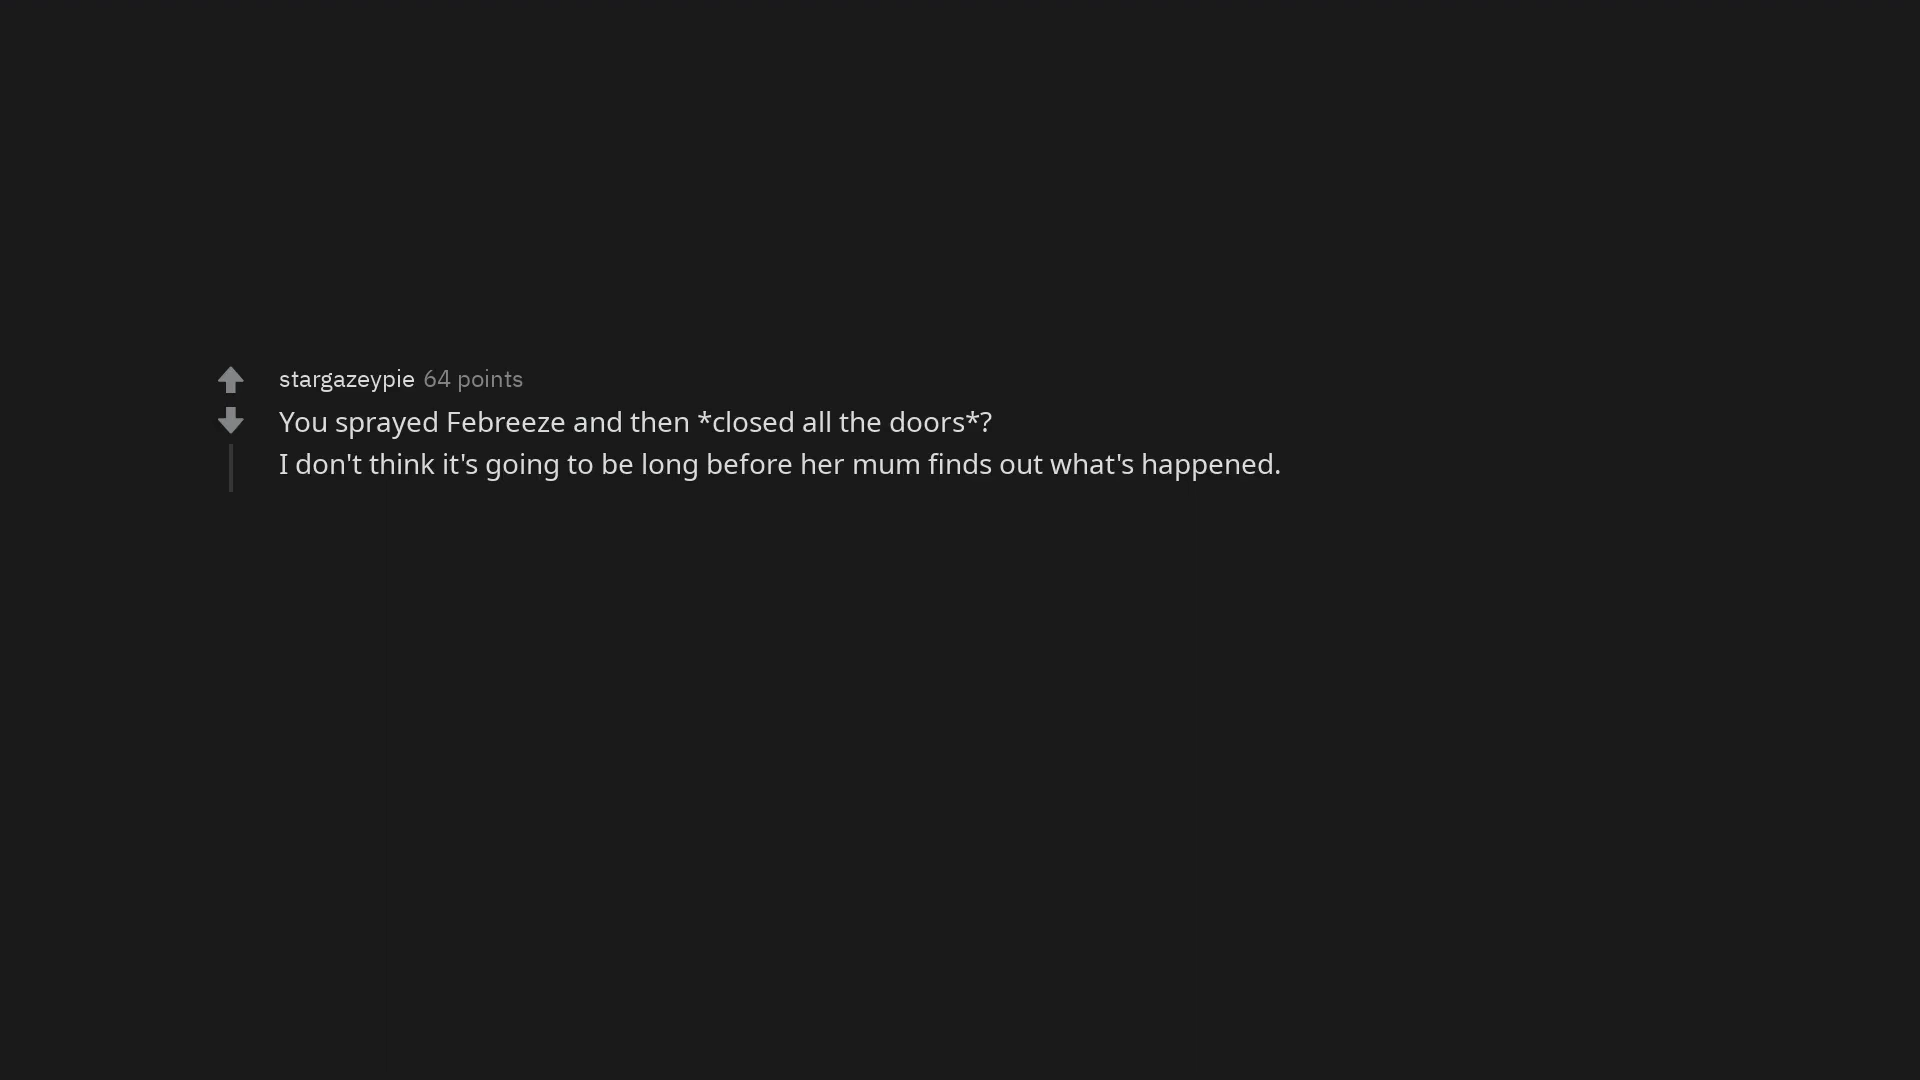 stargazeypie 64 points
You sprayed Febreeze and then *closed all the doors*?
I don't think it's going to be long before her mum finds out what's happened.